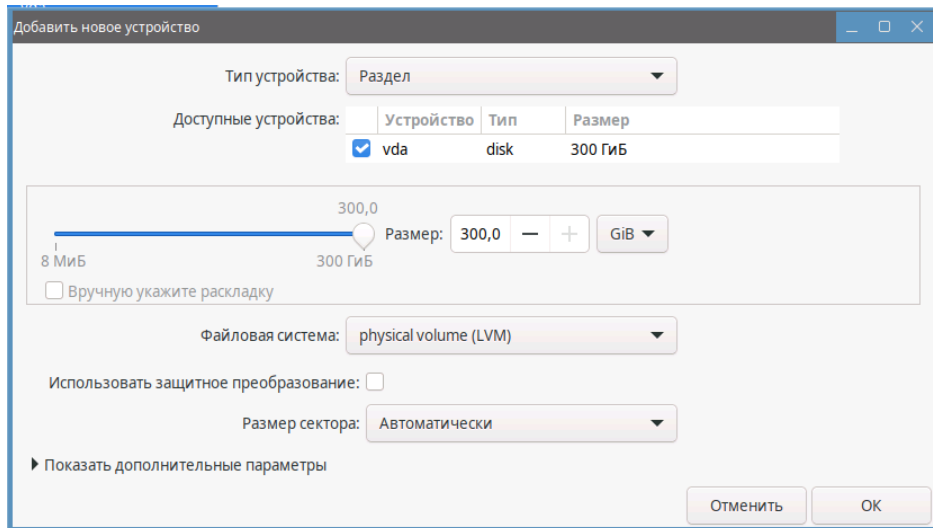 Добавить новое устройство
Тип устройства: Раздел
Доступные устройства: Устройство Тип Размер
vda disk 300 ГиБ
300,0
Размер: 300,0 GiB
8 МиБ 300 ГиБ
Вручную укажите раскладку
Файловая система: physical volume (LVM)
Использовать защитное преобразование:
Размер сектора: Автоматически
Показать дополнительные параметры
Отменить ОК